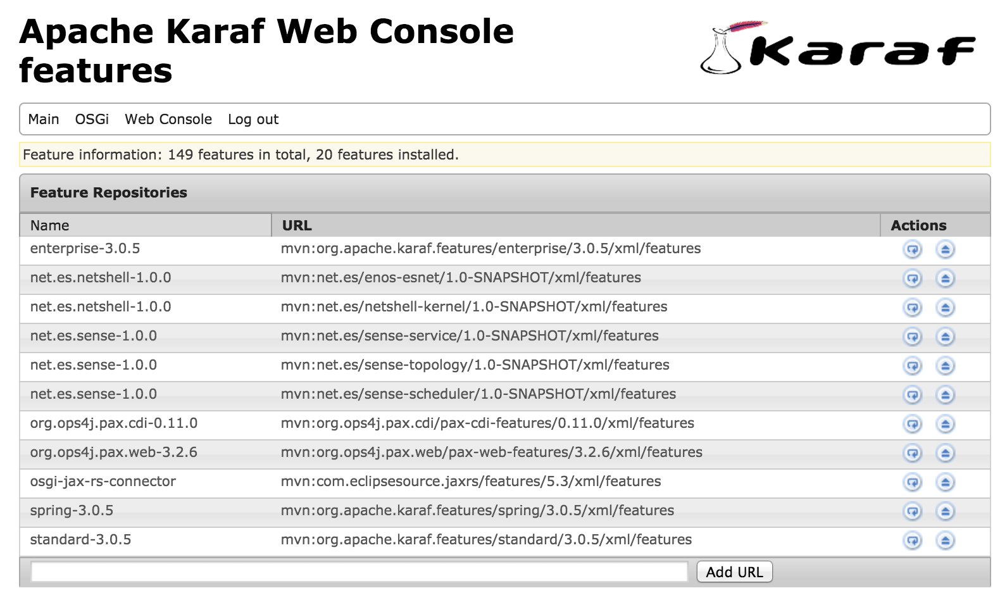 Apache Karaf Web Console
features
Karaf
Main OSGi Web Console Log out
Feature information: 149 features in total, 20 features installed.
Feature Repositories
Name URL Actions
enterprise-3.0.5 mvn:org.apache.karaf.features/enterprise/3.0.5/xml/features
net.es.netshell-1.0.0 mvn:net.es/enos-esnet/1.0-SNAPSHOT/xml/features
net.es.netshell-1.0.0 mvn:net.es/netshell-kernel/1.0-SNAPSHOT/xml/features
net.es.sense-1.0.0 mvn:net.es/sense-service/1.0-SNAPSHOT/xml/features
net.es.sense-1.0.0 mvn:net.es/sense-topology/1.0-SNAPSHOT/xml/features
net.es.sense-1.0.0 mvn:net.es/sense-scheduler/1.0-SNAPSHOT/xml/features
org.ops4j.pax.cdi-0.11.0 mvn:org.ops4j.pax.cdi/pax-cdi-features/0.11.0/xml/features
org.ops4j.pax.web-3.2.6 mvn:org.ops4j.pax.web/pax-web-features/3.2.6/xml/features
osgi-jax-rs-connector mvn:com.eclipsesource.jaxrs/features/5.3/xml/features
spring-3.0.5 mvn:org.apache.karaf.features/spring/3.0.5/xml/features
standard-3.0.5 mvn:org.apache.karaf.features/standard/3.0.5/xml/features
Add URL